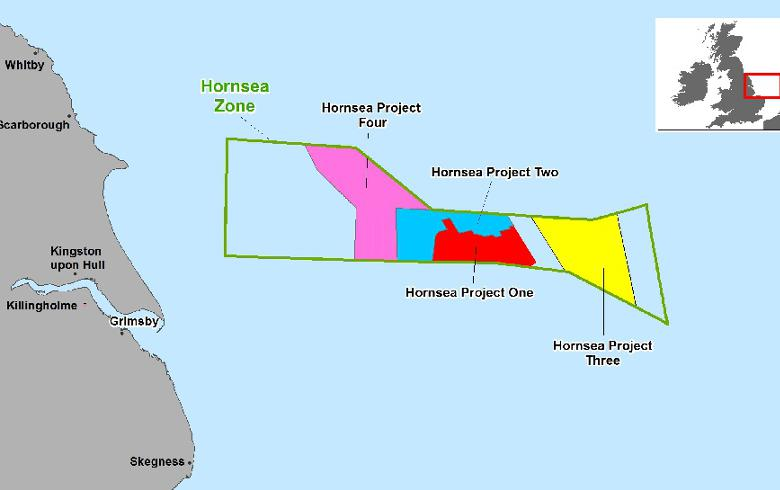 Whitby
Scarborough
Hornsea
Zone
Hornsea Project
Four
Hornsea Project Two
Kingston
upon Hull
Killingholme
Grimsby
Hornsea Project One
Hornsea Project
Three
Skegness